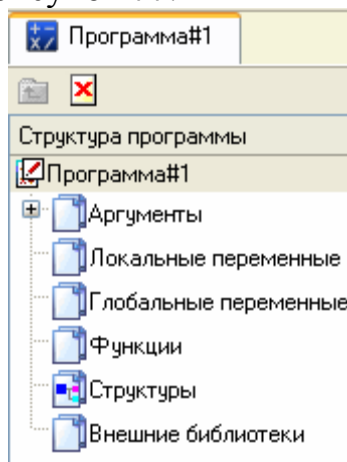 Программа#1
Структура программы
Программа#1
Аргументы
Локальные переменные
Глобальные переменные
Функции
Структуры
Внешние библиотеки